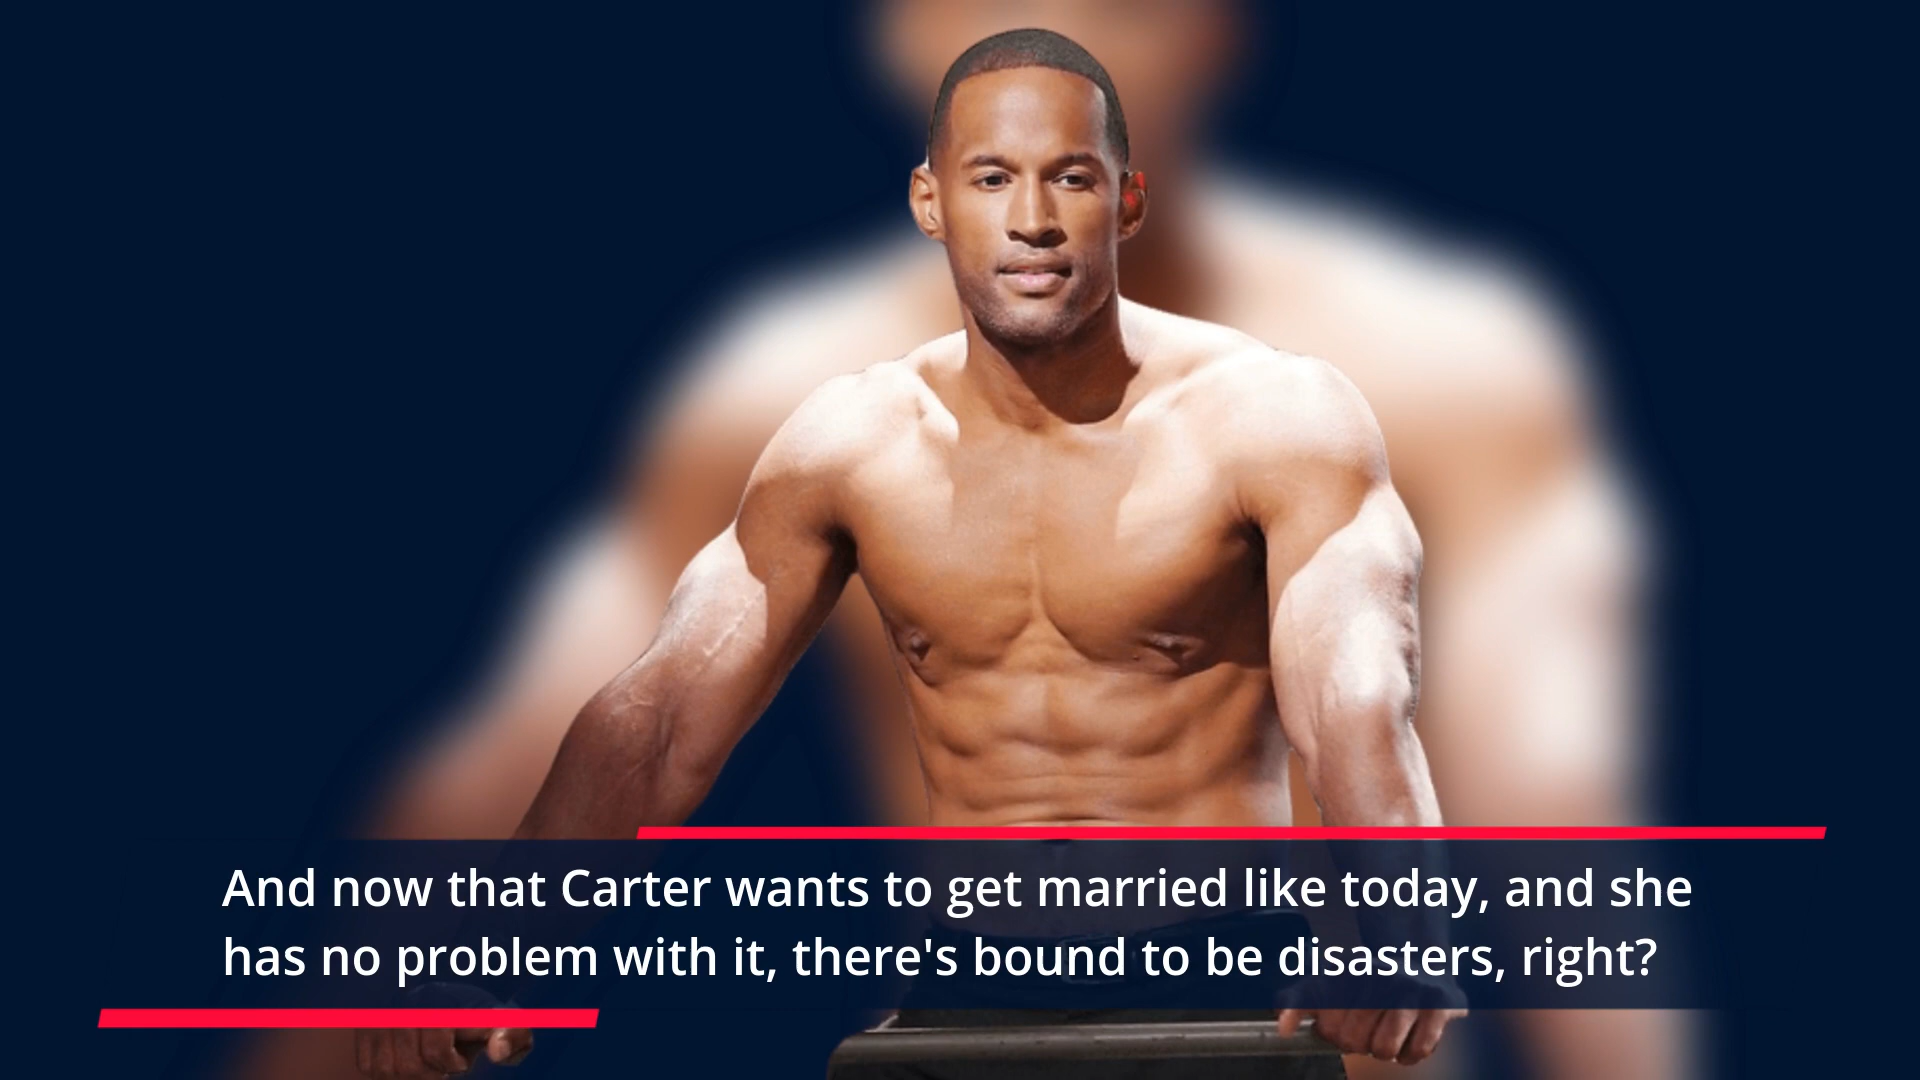 And now that Carter wants to get married like today, and she
has no problem with it, there's bound to be disasters, right?